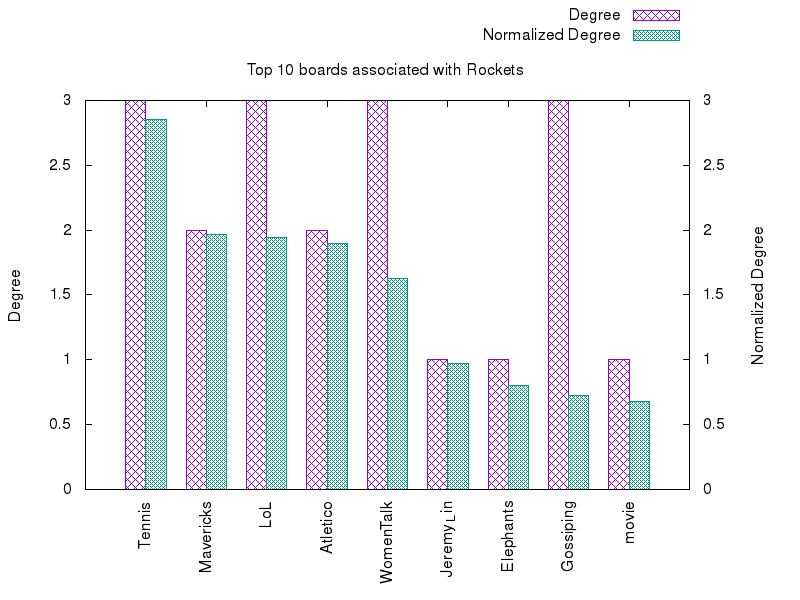 Degree
Normalized Degree
Top 10 boards associated with Rockets
3 3
2.5 2.5
2 2
1.5 1.5
1 1
0.5 0.5
0 0
Degree
Normalized Degree
Tennis
Mavericks
LoL
Atletico
WomenTalk
Jeremy_Lin
Elephants
Gossiping
movie